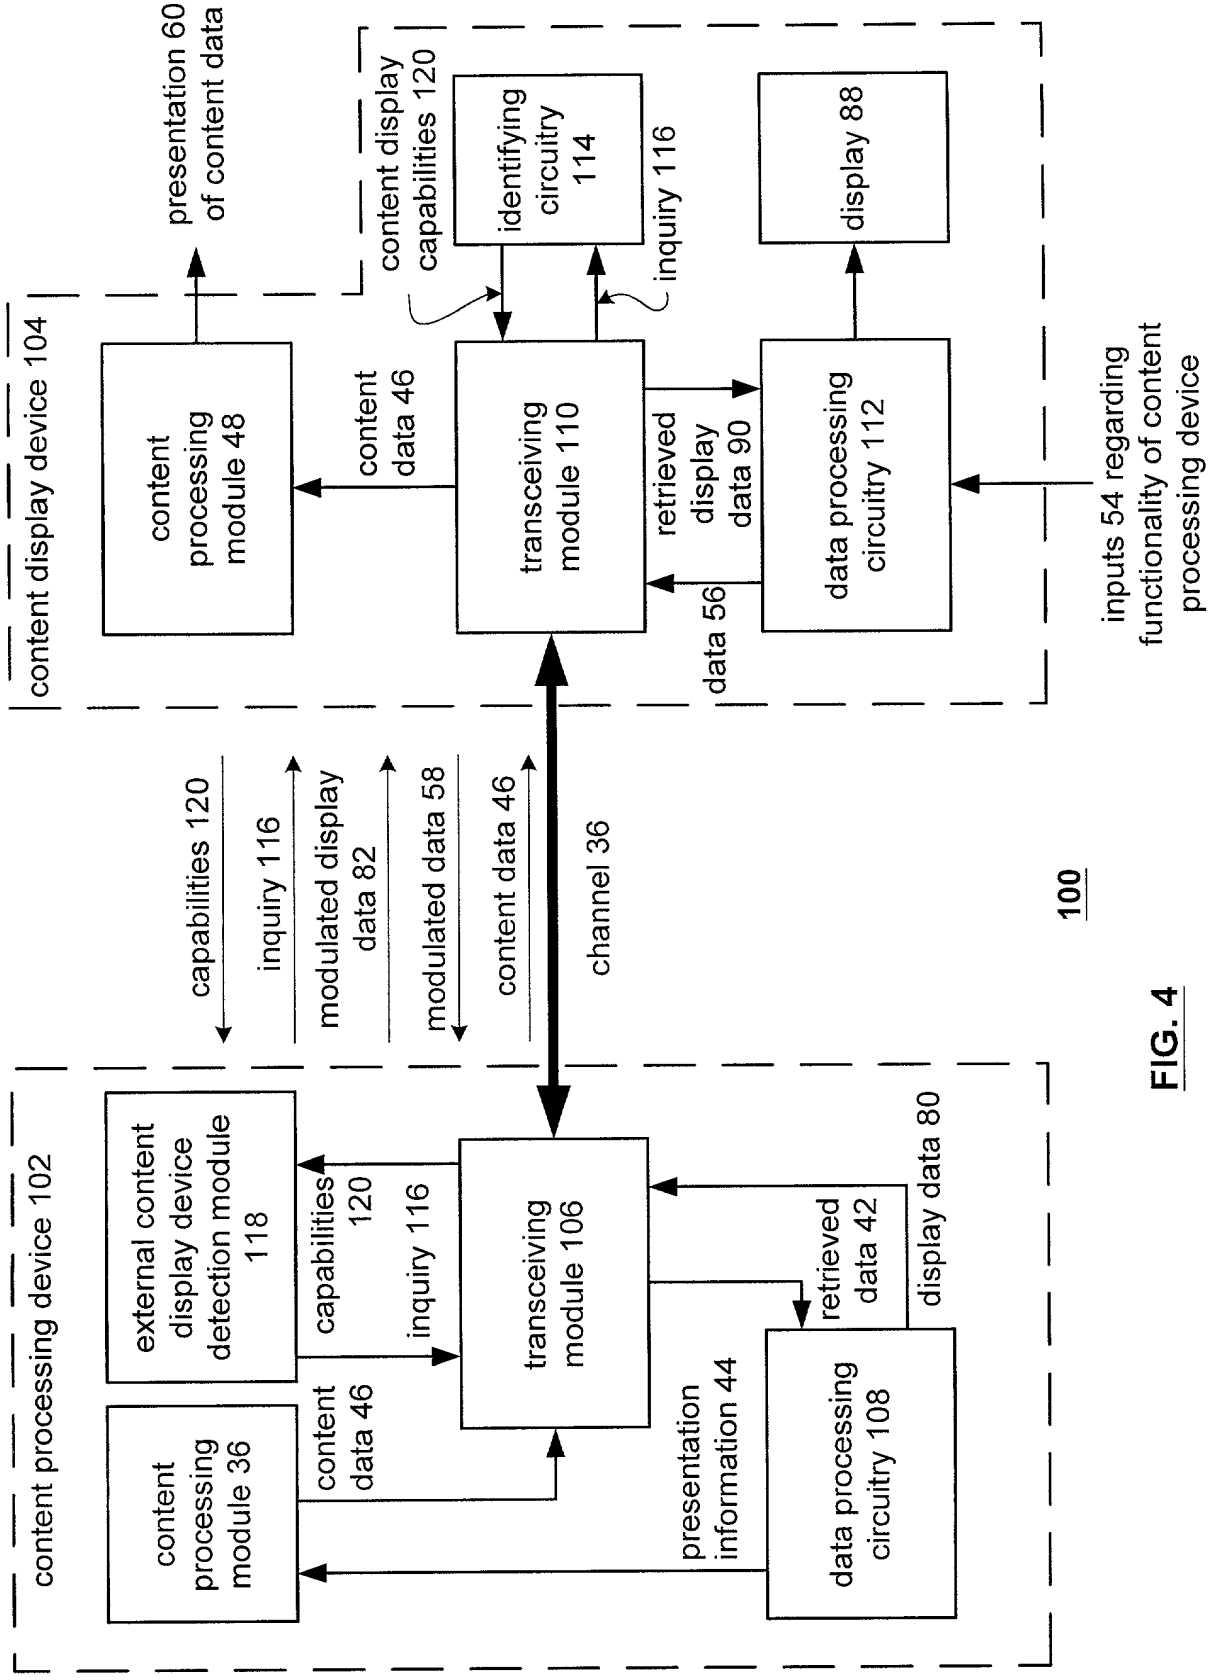 content processing device 102
content
processing
module 36
external content
display device
detection module
118
content
data 46
capabilities
120
inquiry 116
transceiving
module 106
presentation
information 44
retrieved
data 42
display data 80
data processing
circuitry 108
capabilities 120
inquiry 116
modulated display
data 82
modulated data 58
content data 46
channel 36
content display device 104
content
processing
module 48
presentation 60
of content data
content
data 46
content display
capabilities 120
identifying
circuitry
114
inquiry 116
transceiving
module 110
retrieved
display
data 90
data 56
data processing
circuitry 112
display 88
inputs 54 regarding
functionality of content
processing device
100
FIG. 4